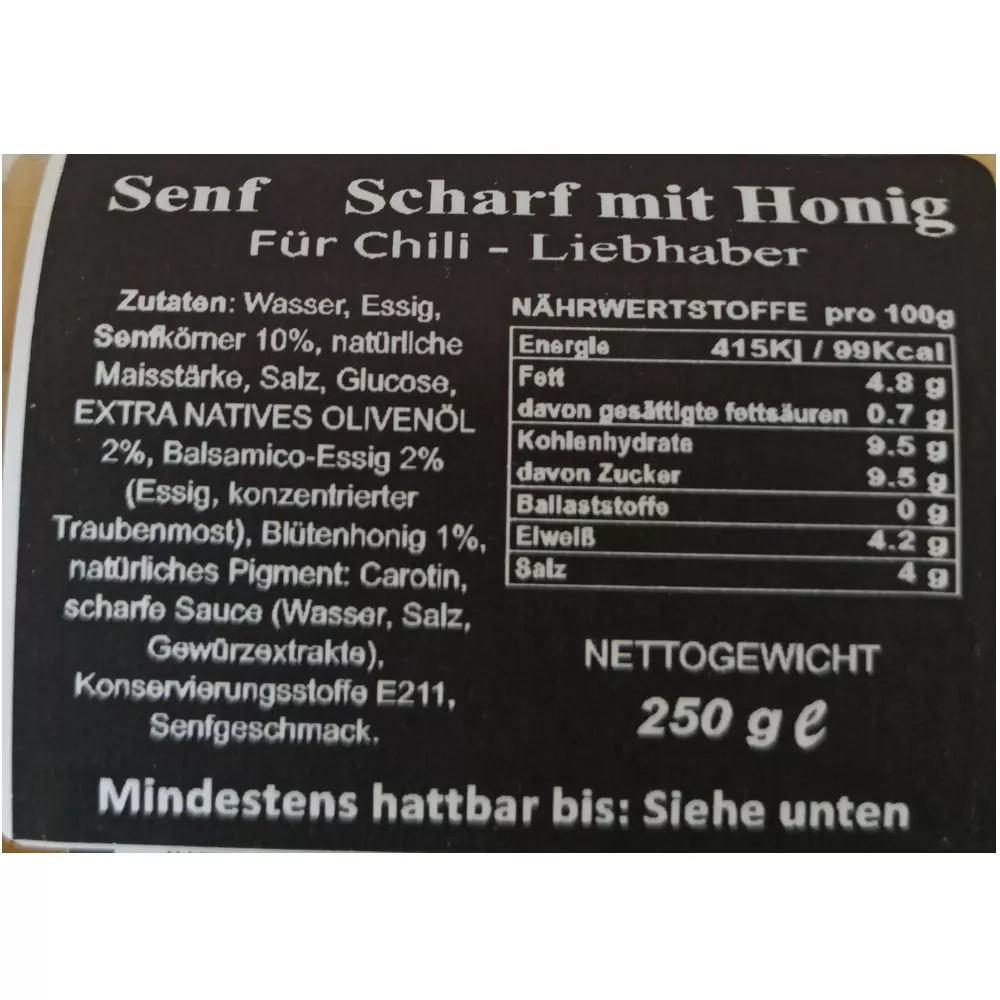 Senf Scharf mit Honig
Für Chili - Liebhaber
Zutaten: Wasser, Essig,
Senfkörner 10%, natürliche
Maisstärke, Salz, Glucose,
EXTRA NATIVES OLIVENÖL
2%, Balsamico-Essig 2%
(Essig, konzentrierter
Traubenmost), Blütenhonig 1%,
natürliches Pigment: Carotin,
scharfe Sauce (Wasser, Salz,
Gewürzextrakte),
Konservierungsstoffe E211,
Senfgeschmack.
NÄHRWERTSTOFFE pro 100g
Energie 415Kj / 99Kcal
Fett 4.8 g
davon gesättigte fettsäuren 0.7 g
Kohlenhydrate 9.5 g
davon Zucker 9.5 g
Ballaststoffe 0 g
Eiweiß 4.2 g
Salz 4 g
NETTOGEWICHT
250 g ℮
Mindestens hattbar bis: Siehe unten